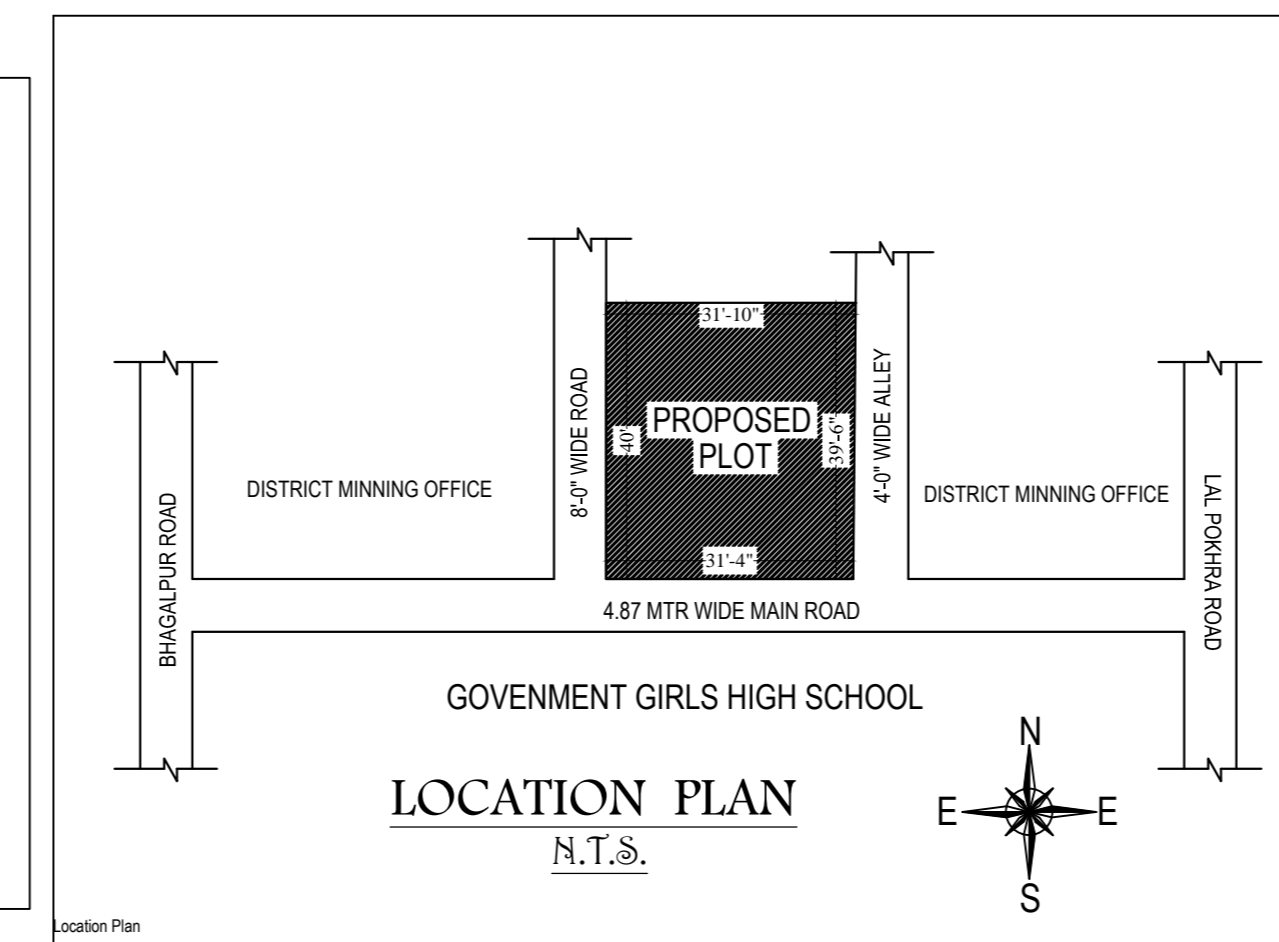 31'-10"
8'-0" WIDE ROAD
PROPOSED
PLOT
40'
39'-6"
4'-0" WIDE ALLEY
DISTRICT MINNING OFFICE
DISTRICT MINNING OFFICE
BHAGALPUR ROAD
LAL POKHRA ROAD
31'-4"
4.87 MTR WIDE MAIN ROAD
GOVENMENT GIRLS HIGH SCHOOL
N
E
E
S
LOCATION PLAN
N.T.S.
Location Plan